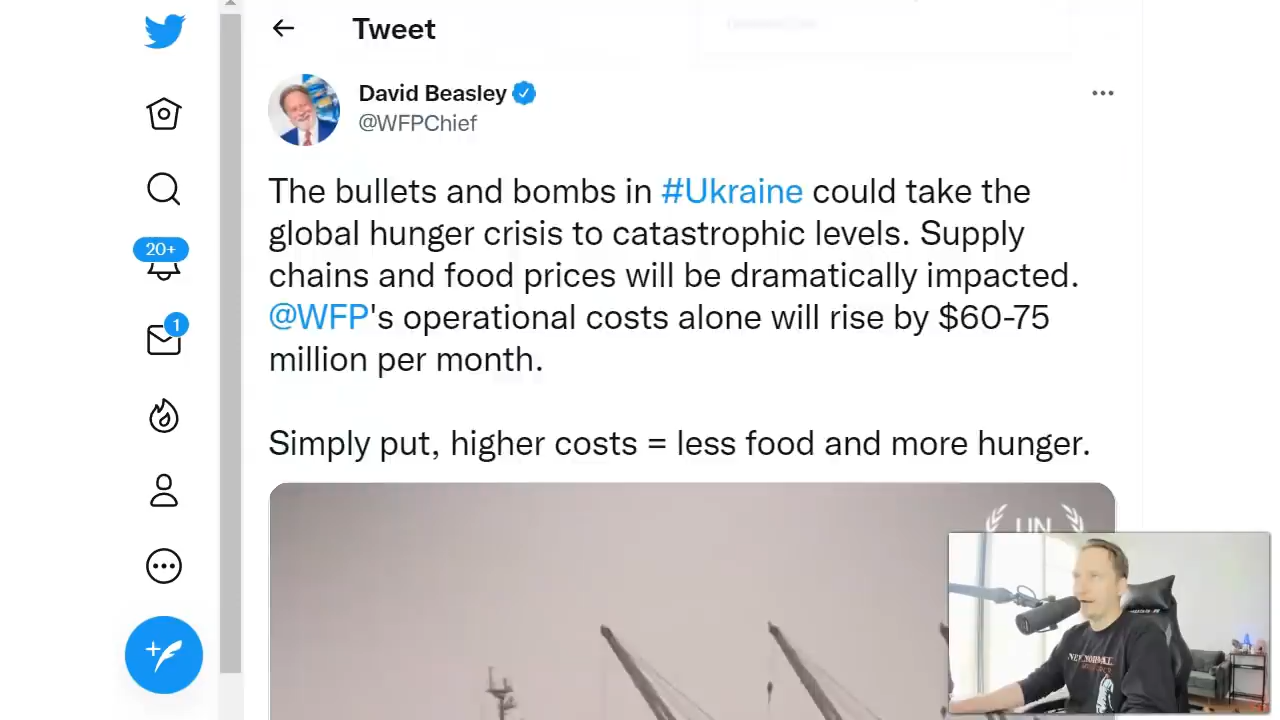 Tweet
David Beasley
@WFPChief
The bullets and bombs in #Ukraine could take the
global hunger crisis to catastrophic levels. Supply
chains and food prices will be dramatically impacted.
@WFP's operational costs alone will rise by $60-75
million per month.
Simply put, higher costs = less food and more hunger.
20+
1
UN